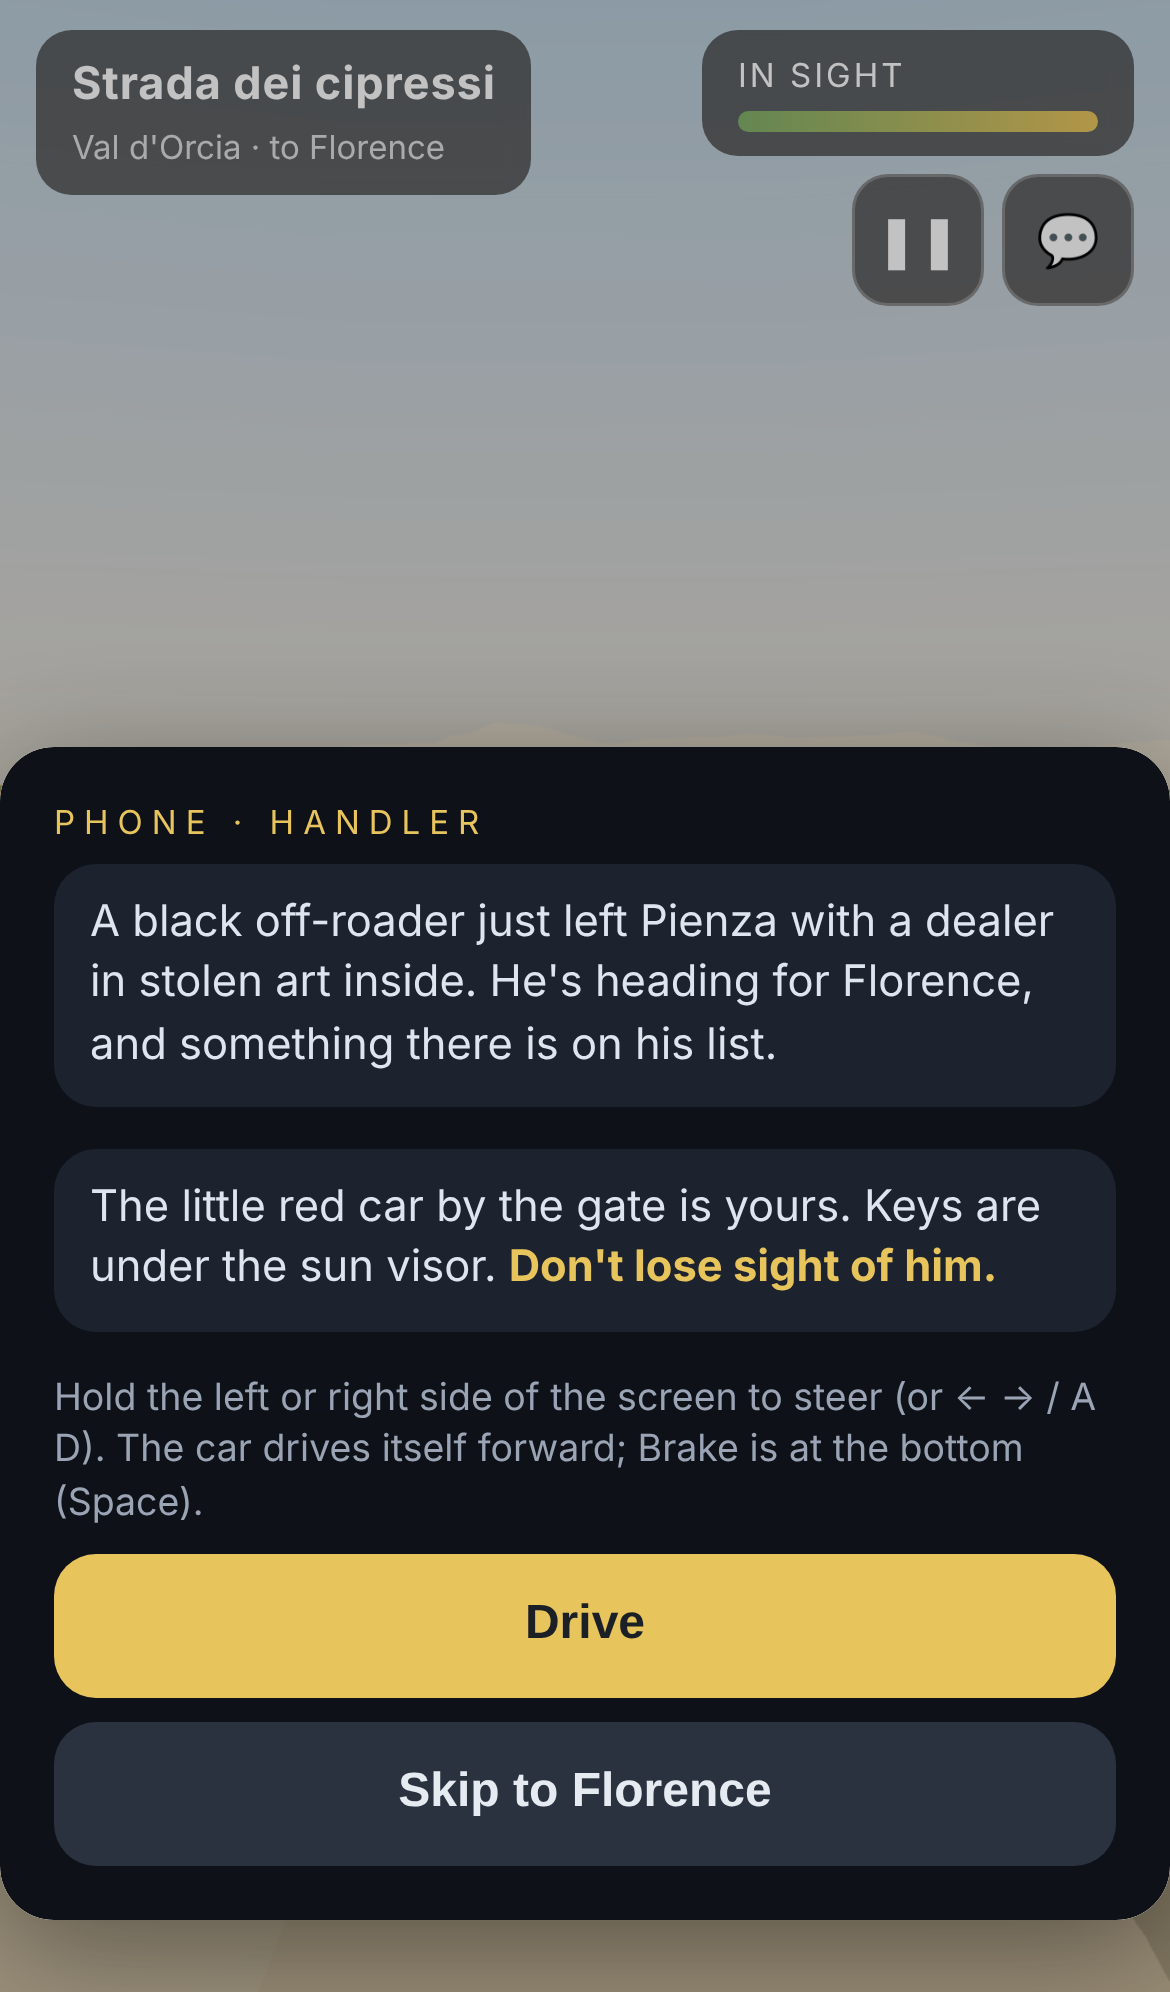 Strada dei cipressi
Val d'Orcia · to Florence
IN SIGHT
PHONE · HANDLER
A black off-roader just left Pienza with a dealer
in stolen art inside. He's heading for Florence,
and something there is on his list.
The little red car by the gate is yours. Keys are
under the sun visor. Don't lose sight of him.
Hold the left or right side of the screen to steer (or ← → / A
D). The car drives itself forward; Brake is at the bottom
(Space).
Drive
Skip to Florence